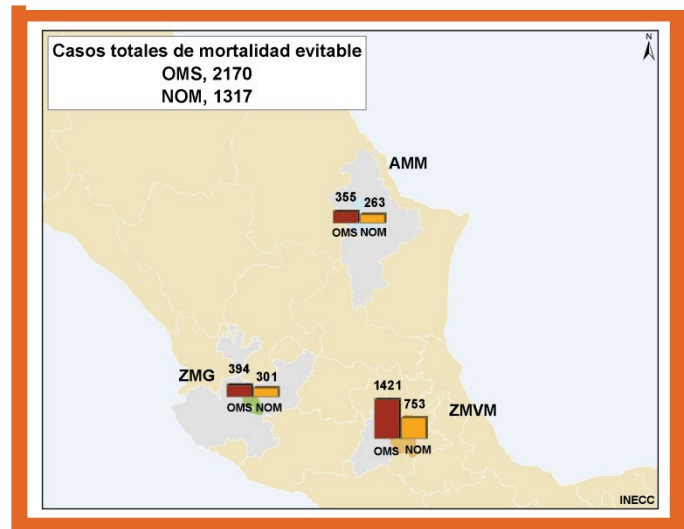 Casos totales de mortalidad evitable
OMS, 2170
NOM, 1317
N
AMM
355 263
OMS NOM
ZMG
394 301
OMS NOM
1421
753
ZMVM
OMS NOM
INECC